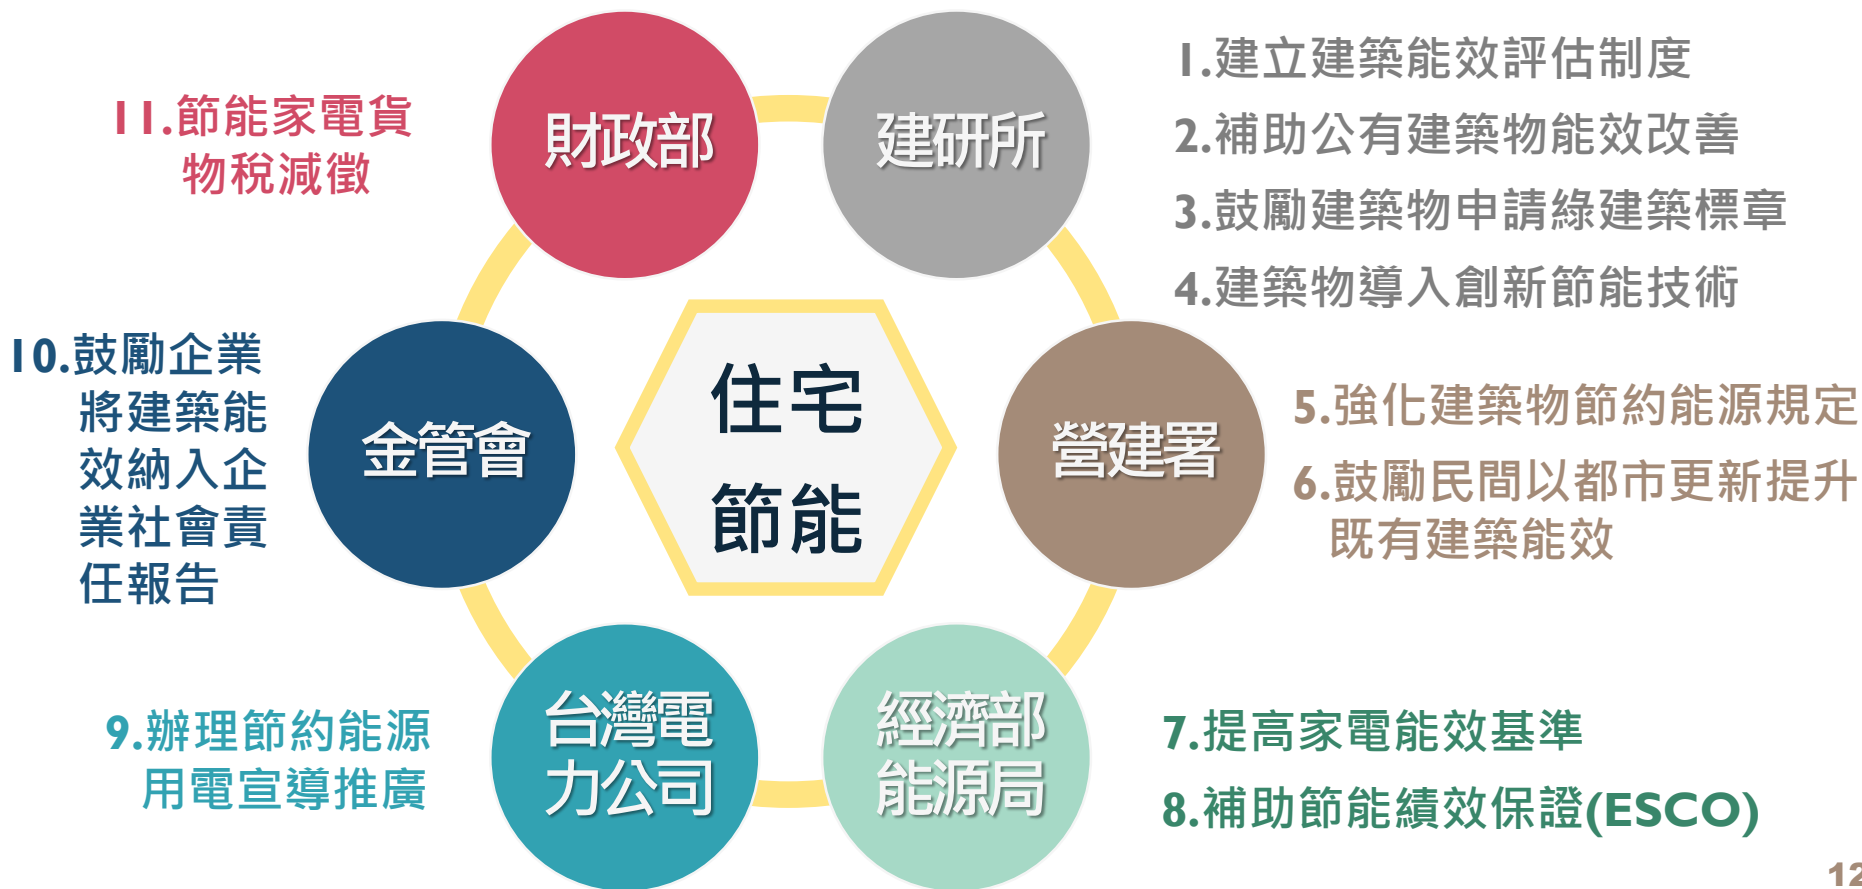 財政部
建研所
1.建立建築能效評估制度
2.補助公有建築物能效改善
3.鼓勵建築物申請綠建築標章
4.建築物導入創新節能技術
11.節能家電貨
物稅減徵
住宅
節能
金管會
營建署
10.鼓勵企業
將建築能
效納入企
業社會責
任報告
5.強化建築物節約能源規定
6.鼓勵民間以都市更新提升
既有建築能效
台灣電
力公司
經濟部
能源局
9.辦理節約能源
用電宣導推廣
7.提高家電能效基準
8.補助節能績效保證(ESCO)
12